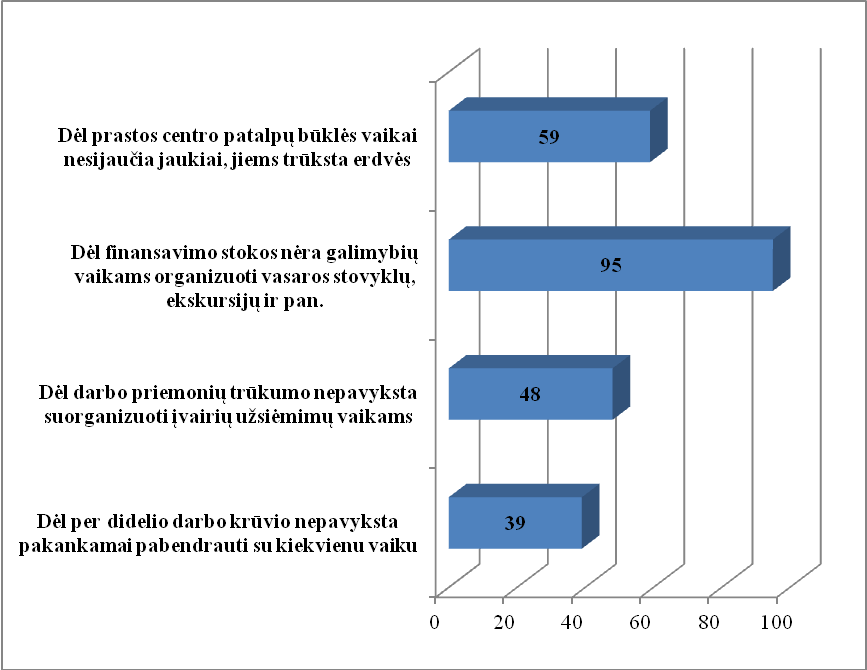 Dėl prastos centro patalpų būklės vaikai
nesijaučia jaukiai, jiems trūksta erdvės
59
Dėl finansavimo stokos nėra galimybių
vaikams organizuoti vasaros stovyklų,
ekskursijų ir pan.
95
Dėl darbo priemonių trūkumo nepavyksta
suorganizuoti įvairių užsiėmimų vaikams
48
Dėl per didelio darbo krūvio nepavyksta
pakankamai pabendrauti su kiekvienu vaiku
39
0 20 40 60 80 100